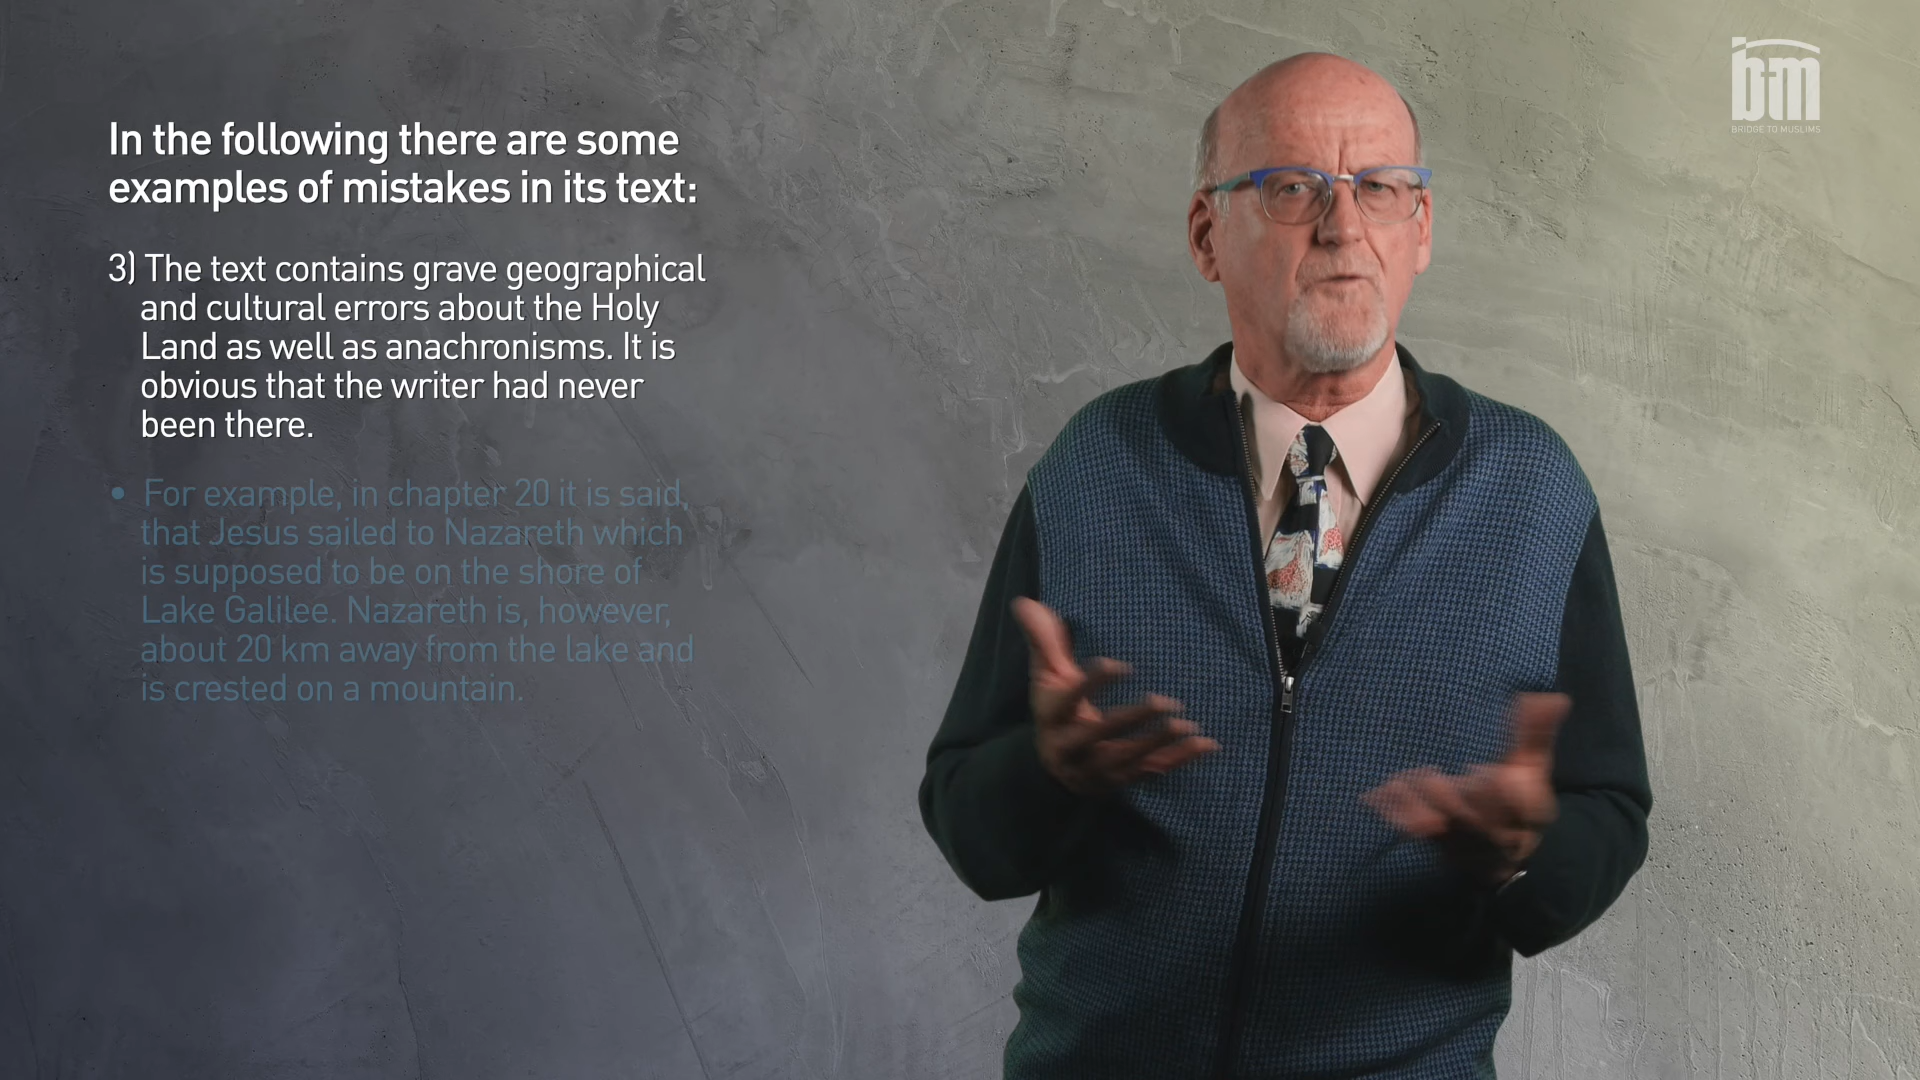 In the following there are some
examples of mistakes in its text:
3) The text contains grave geographical
and cultural errors about the Holy
Land as well as anachronisms. It is
obvious that the writer had never
been there.
• For example, in chapter 20 it is said,
that Jesus sailed to Nazareth which
is supposed to be on the shore of
Lake Galilee. Nazareth is, however,
about 20 km away from the lake and
is crested on a mountain.
btm
BRIDGE TO MUSLIMS